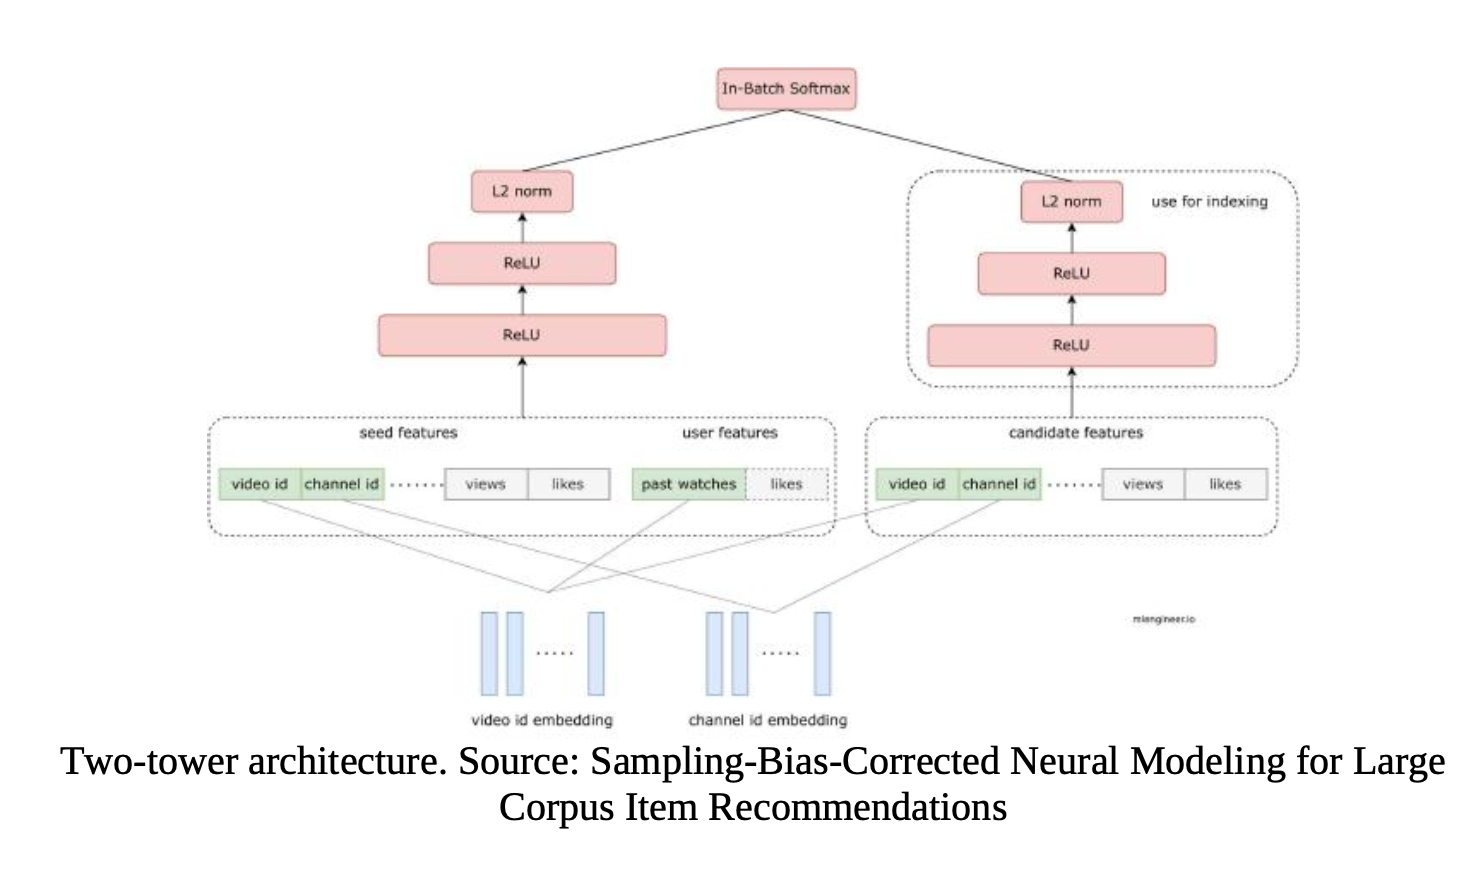 In-Batch Softmax
L2 norm
L2 norm
use for indexing
ReLU
ReLU
ReLU
ReLU
seed features
user features
candidate features
video id channel id ...... views likes
past watches likes
video id channel id ...... views likes
mlengineer.io
.....
.....
video id embedding
channel id embedding
Two-tower architecture. Source: Sampling-Bias-Corrected Neural Modeling for Large
Corpus Item Recommendations